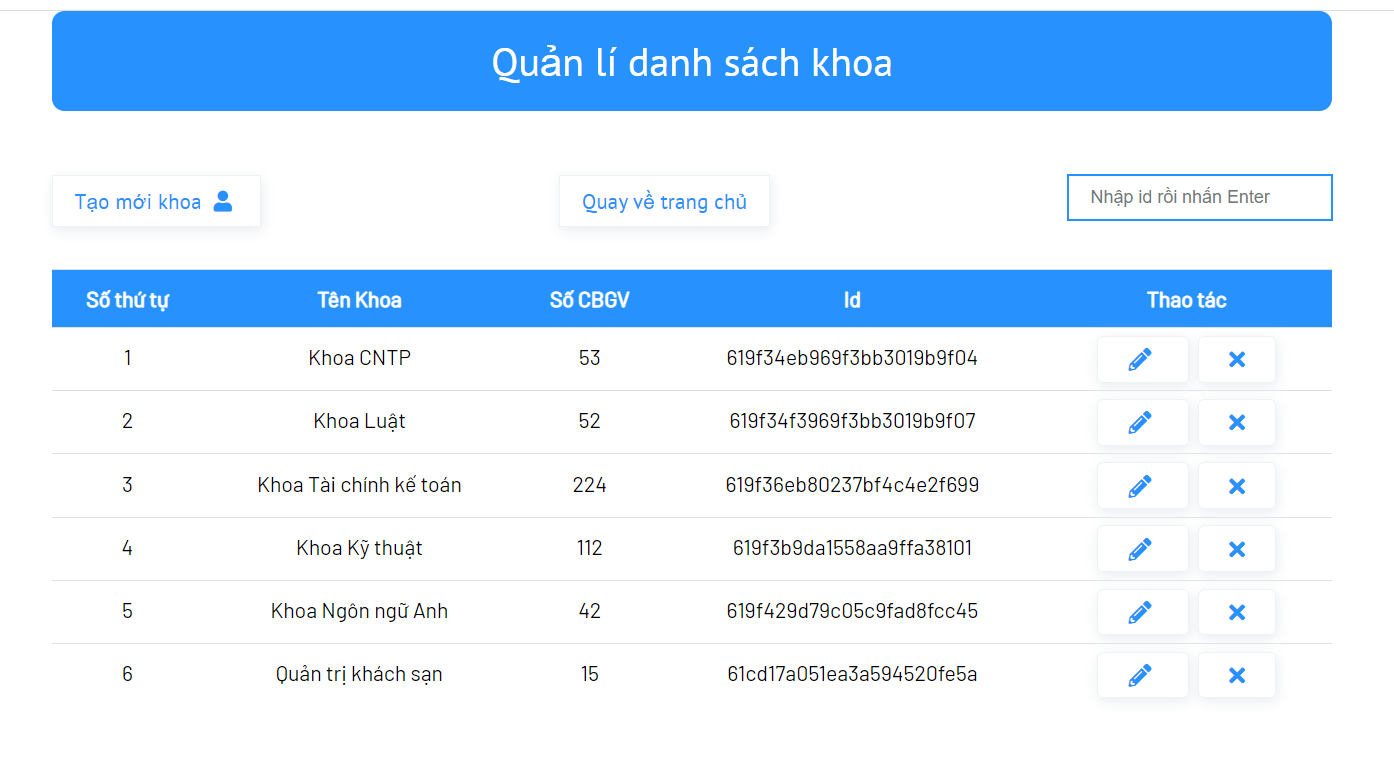 Quản lí danh sách khoa
Tạo mới khoa Quay về trang chủ Nhập id rồi nhấn Enter
Số thứ tự Tên Khoa Số CBGV Id Thao tác
1 Khoa CNTP 53 619f34eb969f3bb3019b9f04
2 Khoa Luật 52 619f34f3969f3bb3019b9f07
3 Khoa Tài chính kế toán 224 619f36eb80237bf4c4e2f699
4 Khoa Kỹ thuật 112 619f3b9da1558aa9ffa38101
5 Khoa Ngôn ngữ Anh 42 619f429d79c05c9fad8fcc45
6 Quản trị khách sạn 15 61cd17a051ea3a594520fe5a